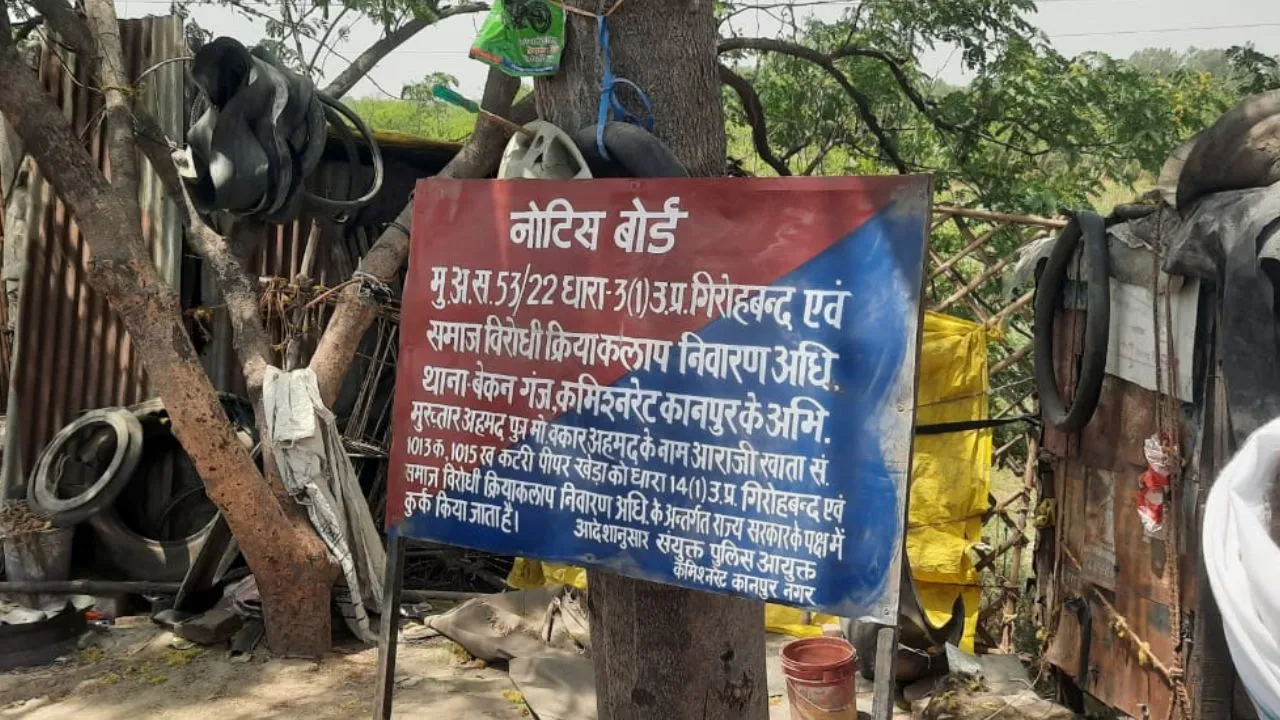 नोटिस बोर्ड
मु.अ.स.53/22 धारा-3(1)उ.प्र.गिरोहबन्द एवं
समाज विरोधी क्रियाकलाप निवारण अधि.
थाना-बेकन गंज,कमिश्नरेट कानपुर के अभि.
मुख्तार अहमद पुत्र मो.वकार अहमद के नाम आराजी खाता सं.
1013 क, 1015 ख कटरी पीपर खेड़ा को धारा 14(1)उ.प्र. गिरोहबन्द एवं
समाज विरोधी क्रियाकलाप निवारण अधि. के अन्तर्गत राज्य सरकार के पक्ष में
कुर्क किया जाता है।
आदेशानुसार संयुक्त पुलिस आयुक्त
कमिश्नरेट कानपुर नगर